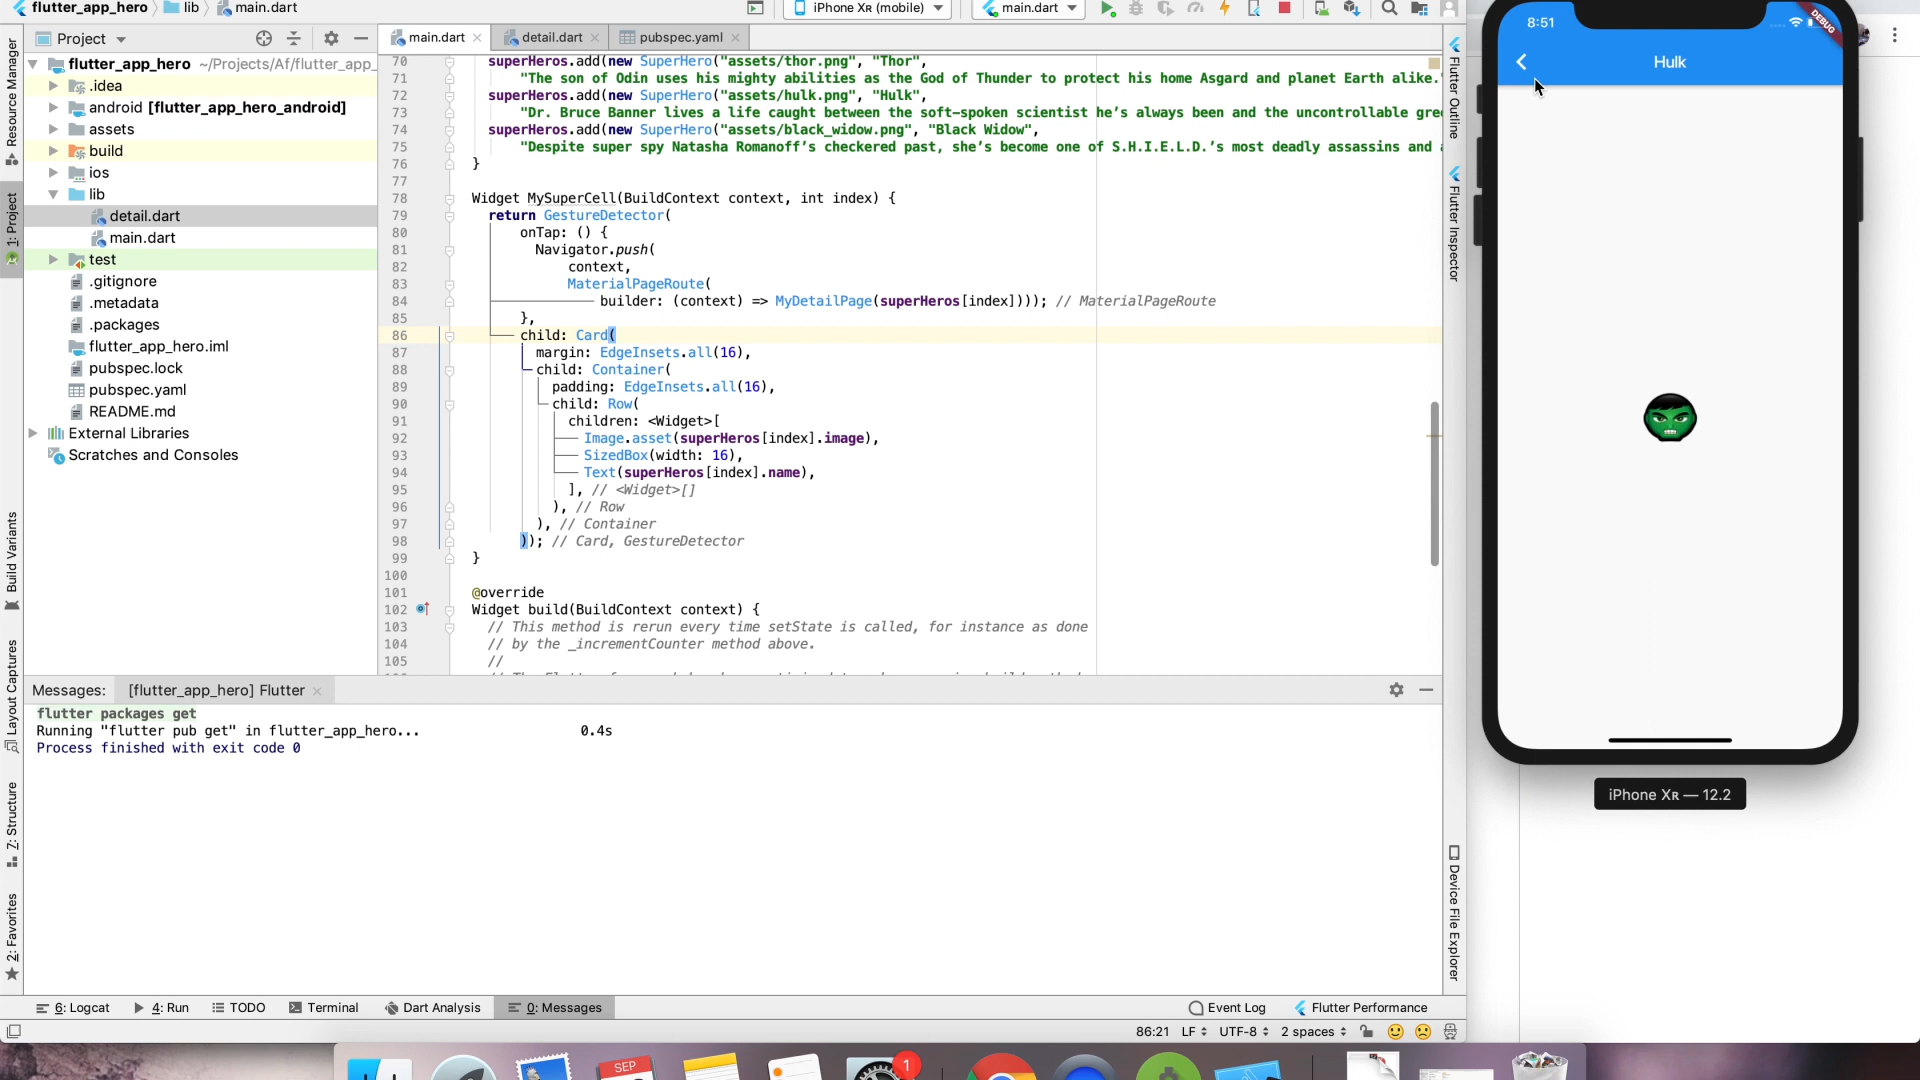 flutter_app_hero lib main.dart iPhone Xʀ (mobile) main.dart
Project main.dart detail.dart pubspec.yaml
flutter_app_hero ~/Projects/Af/flutter_app_
.idea
android [flutter_app_hero_android]
assets
build
ios
lib
detail.dart
main.dart
test
.gitignore
.metadata
.packages
flutter_app_hero.iml
pubspec.lock
pubspec.yaml
README.md
External Libraries
Scratches and Consoles
Resource Manager
1: Project
Build Variants
Layout Captures
Z: Structure
2: Favorites
70 superHeros.add(new SuperHero("assets/thor.png", "Thor",
71 "The son of Odin uses his mighty abilities as the God of Thunder to protect his home Asgard and planet Earth alike.
72 superHeros.add(new SuperHero("assets/hulk.png", "Hulk",
73 "Dr. Bruce Banner lives a life caught between the soft-spoken scientist he's always been and the uncontrollable gre
74 superHeros.add(new SuperHero("assets/black_widow.png", "Black Widow",
75 "Despite super spy Natasha Romanoff's checkered past, she's become one of S.H.I.E.L.D.'s most deadly assassins and
76 }
77
78 Widget MySuperCell(BuildContext context, int index) {
79 return GestureDetector(
80 onTap: () {
81 Navigator.push(
82 context,
83 MaterialPageRoute(
84 builder: (context) => MyDetailPage(superHeros[index]))); // MaterialPageRoute
85 },
86 child: Card(
87 margin: EdgeInsets.all(16),
88 child: Container(
89 padding: EdgeInsets.all(16),
90 child: Row(
91 children: <Widget>[
92 Image.asset(superHeros[index].image),
93 SizedBox(width: 16),
94 Text(superHeros[index].name),
95 ], // <Widget>[]
96 ), // Row
97 ), // Container
98 )); // Card, GestureDetector
99 }
100
101 @override
102 Widget build(BuildContext context) {
103 // This method is rerun every time setState is called, for instance as done
104 // by the _incrementCounter method above.
105 //
Flutter Outline
Flutter Inspector
Device File Explorer
Messages: [flutter_app_hero] Flutter
flutter packages get
Running "flutter pub get" in flutter_app_hero... 0.4s
Process finished with exit code 0
6: Logcat 4: Run TODO Terminal Dart Analysis 0: Messages Event Log Flutter Performance
86:21 LF UTF-8 2 spaces
8:51
DEBUG
Hulk
iPhone Xʀ — 12.2
SEP
1